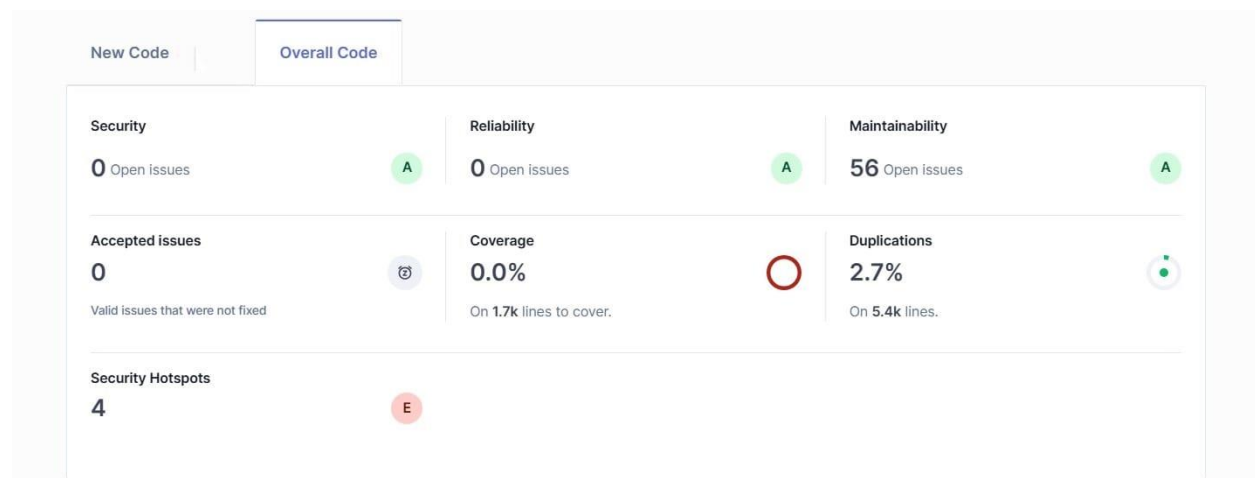 New Code
Overall Code
Security
0 Open issues
A
Reliability
0 Open issues
A
Maintainability
56 Open issues
A
Accepted issues
0
Valid issues that were not fixed
Coverage
0.0%
On 1.7k lines to cover.
Duplications
2.7%
On 5.4k lines.
Security Hotspots
4
E